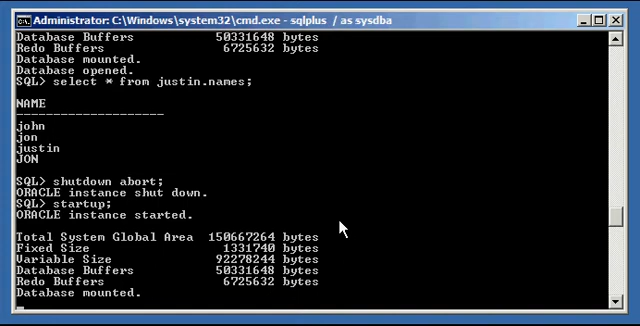 Administrator: C:\Windows\system32\cmd.exe - sqlplus / as sysdba
Database Buffers 50331648 bytes
Redo Buffers 6725632 bytes
Database mounted.
Database opened.
SQL> select * from justin.names;
NAME
--------------------
john
jon
justin
JON
SQL> shutdown abort;
ORACLE instance shut down.
SQL> startup;
ORACLE instance started.
Total System Global Area 150667264 bytes
Fixed Size 1331740 bytes
Variable Size 92278244 bytes
Database Buffers 50331648 bytes
Redo Buffers 6725632 bytes
Database mounted.